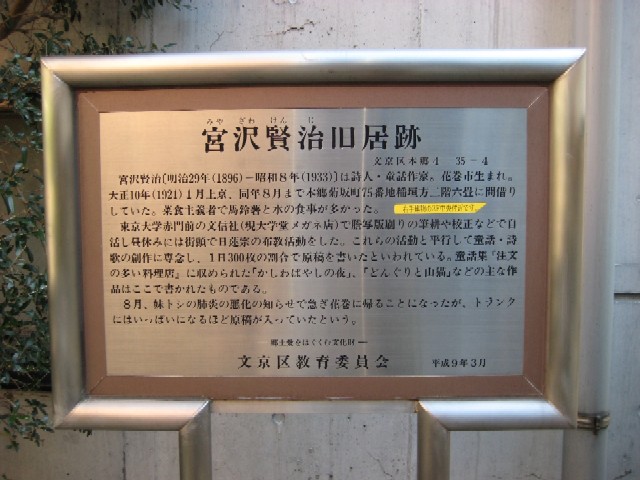 みや ざわ けん じ
宮沢賢治旧居跡
文京区本郷4－35－4
宮沢賢治〔明治29年(1896)－昭和8年(1933)〕は詩人・童話作家。花巻市生まれ。
大正10年(1921)1月上京、同年8月まで本郷菊坂町75番地稲垣方二階六畳に間借り
していた。菜食主義者で馬鈴薯と水の食事が多かった。
東京大学赤門前の文信社(現大学堂メガネ店)で謄写版刷りの筆耕や校正などで自
活し昼休みには街頭で日蓮宗の布教活動をした。これらの活動と平行して童話・詩
歌の創作に専念し、1日300枚の割合で原稿を書いたといわれている。童話集『注文
の多い料理店』に収められた「かしわばやしの夜」、『どんぐりと山猫」などの主な作
品はここで書かれたものである。
8月、妹トシの肺炎の悪化の知らせで急ぎ花巻に帰ることになったが、トランク
にはいっぱいになるほど原稿が入っていたという。
―郷土愛をはぐくむ文化財―
文京区教育委員会 平成9年3月